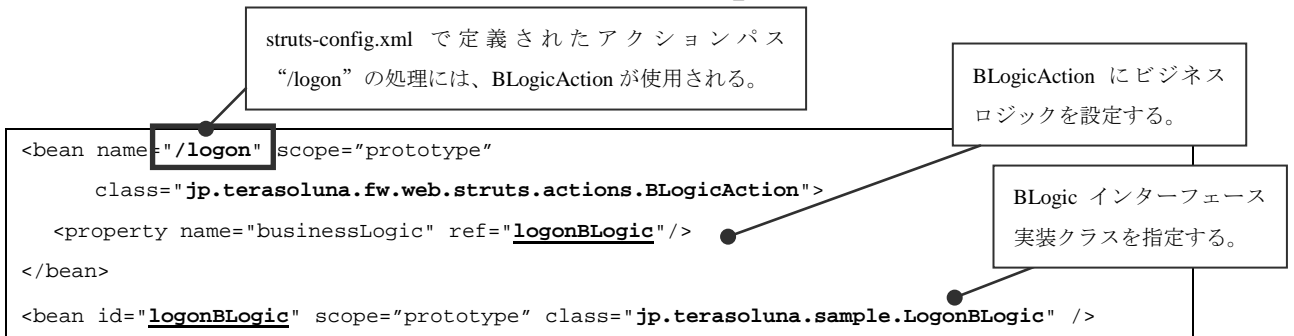 struts-config.xml で定義されたアクションパス
“/logon”の処理には、BLogicAction が使用される。
BLogicAction にビジネス
ロジックを設定する。
<bean name="/logon" scope=”prototype”
class="jp.terasoluna.fw.web.struts.actions.BLogicAction">
<property name="businessLogic" ref="logonBLogic"/>
</bean>
BLogic インターフェース
実装クラスを指定する。
<bean id="logonBLogic" scope=”prototype” class="jp.terasoluna.sample.LogonBLogic" />